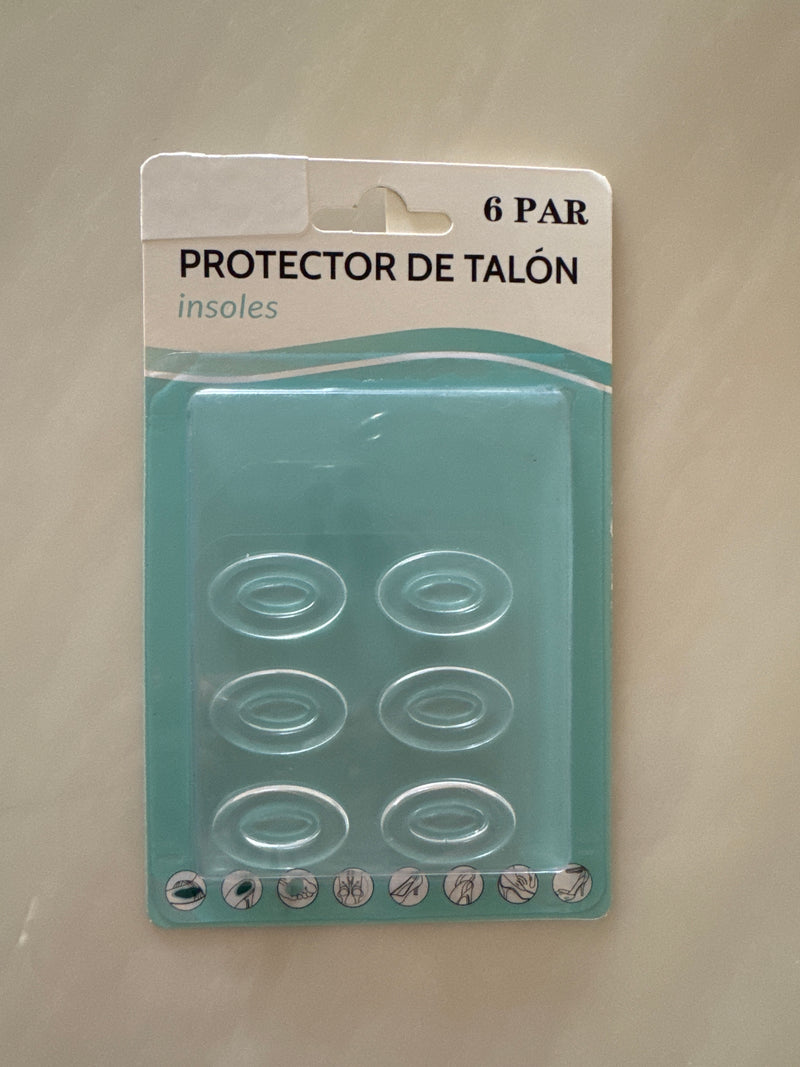 6 PAR
PROTECTOR DE TALÓN
insoles